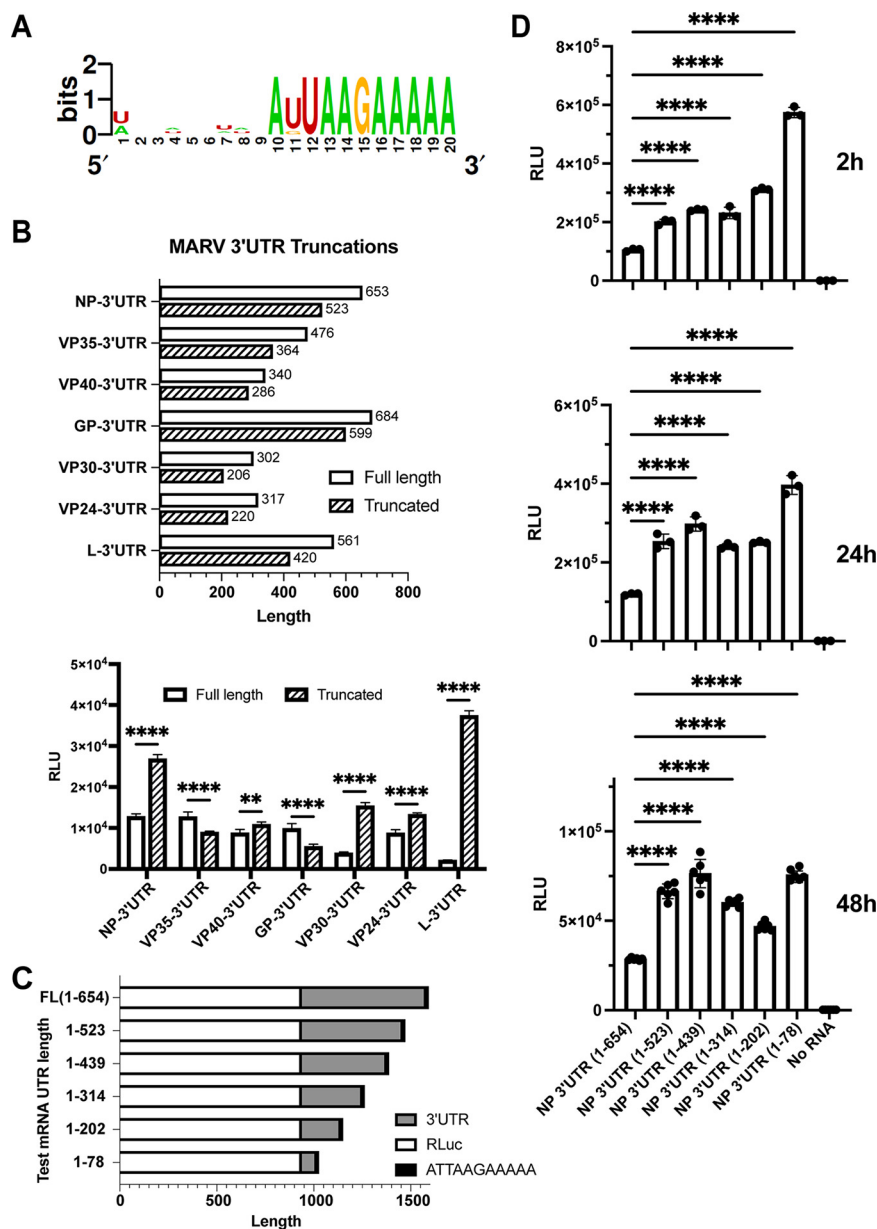 A
bits
2
1
0
U
A
A U U A A G A A A A A
1 2 3 4 5 6 7 8 9 10 11 12 13 14 15 16 17 18 19 20
5′ 3′
B
MARV 3'UTR Truncations
NP-3'UTR 653
523
VP35-3'UTR 476
364
VP40-3'UTR 340
286
GP-3'UTR 684
599
VP30-3'UTR 302
206
VP24-3'UTR 317
220
L-3'UTR 561
420
Full length
Truncated
0 200 400 600 800
Length
RLU
5×10⁴
4×10⁴
3×10⁴
2×10⁴
1×10⁴
0
Full length Truncated
**** **** ** **** **** **** ****
NP-3'UTR VP35-3'UTR VP40-3'UTR GP-3'UTR VP30-3'UTR VP24-3'UTR L-3'UTR
C
Test mRNA UTR length
FL(1-654)
1-523
1-439
1-314
1-202
1-78
3'UTR
RLuc
ATTAAGAAAAA
0 500 1000 1500
Length
D
RLU
8×10⁵
6×10⁵
4×10⁵
2×10⁵
0
****
****
****
****
****
2h
RLU
6×10⁵
4×10⁵
2×10⁵
0
****
****
****
****
****
24h
RLU
1×10⁵
5×10⁴
0
****
****
****
****
****
48h
NP 3'UTR (1-654)
NP 3'UTR (1-523)
NP 3'UTR (1-439)
NP 3'UTR (1-314)
NP 3'UTR (1-202)
NP 3'UTR (1-78)
No RNA